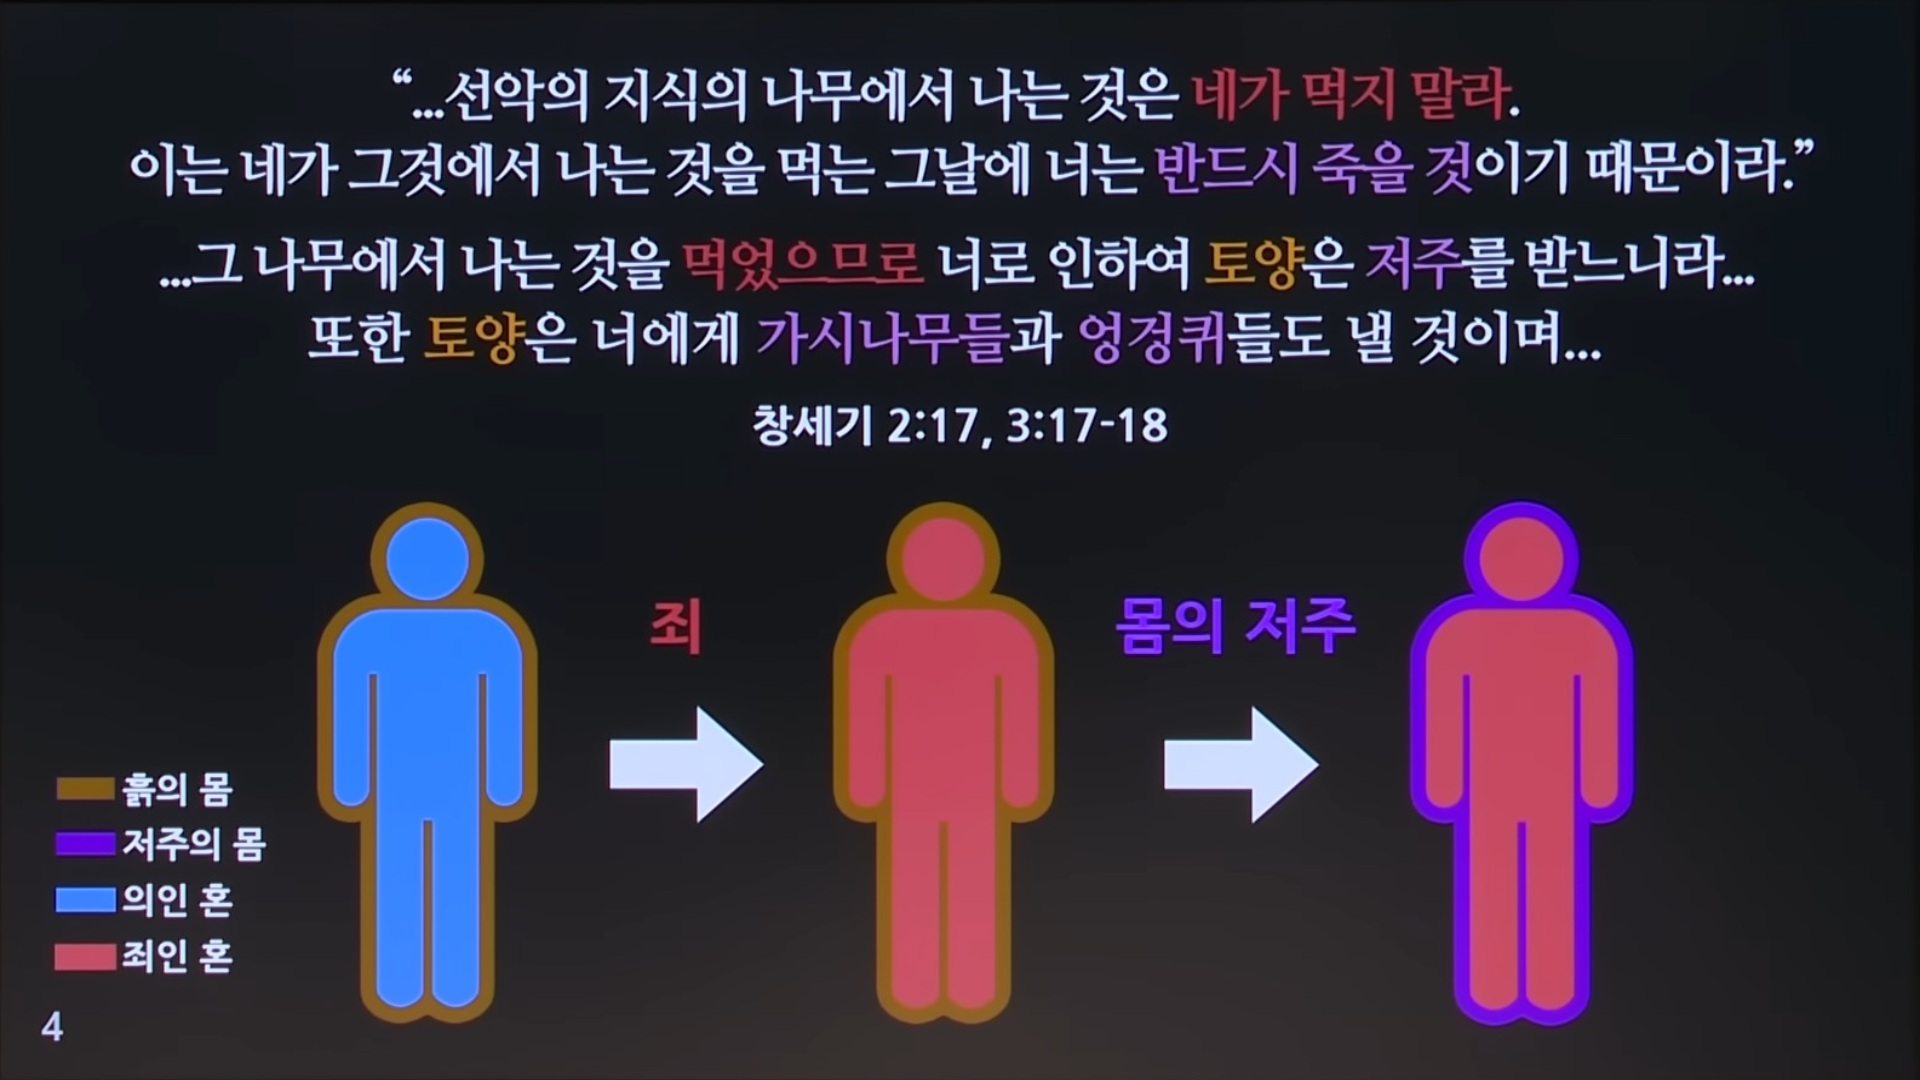 “...선악의 지식의 나무에서 나는 것은 네가 먹지 말라.
이는 네가 그것에서 나는 것을 먹는 그날에 너는 반드시 죽을 것이기 때문이라.”
...그 나무에서 나는 것을 먹었으므로 너로 인하여 토양은 저주를 받느니라...
또한 토양은 너에게 가시나무들과 엉겅퀴들도 낼 것이며...
창세기 2:17, 3:17-18
죄
몸의 저주
흙의 몸
저주의 몸
의인 혼
죄인 혼
4